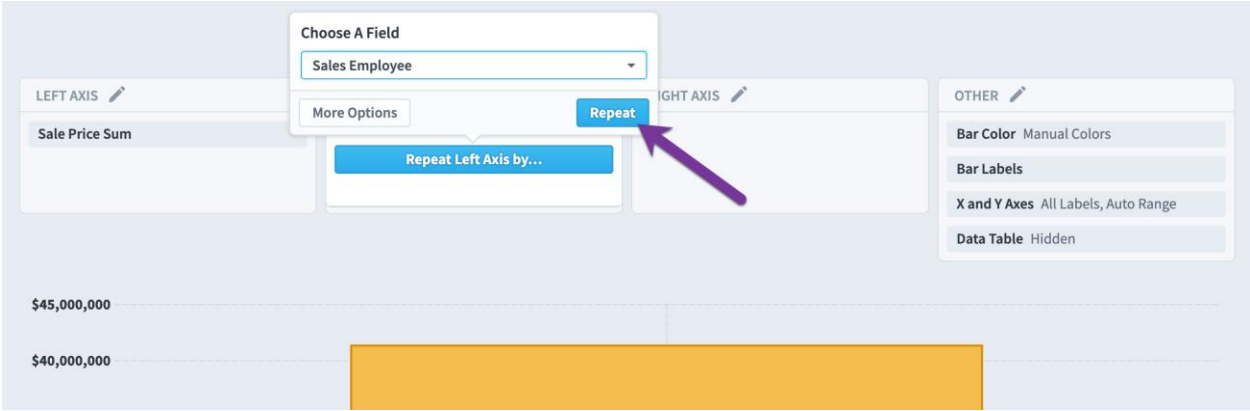 Choose A Field
Sales Employee
More Options
Repeat
LEFT AXIS
Sale Price Sum
Repeat Left Axis by...
IGHT AXIS
OTHER
Bar Color Manual Colors
Bar Labels
X and Y Axes All Labels, Auto Range
Data Table Hidden
$45,000,000
$40,000,000